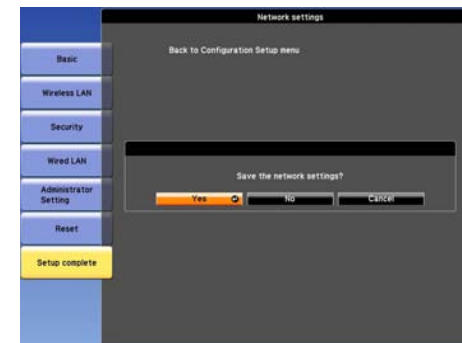 Network settings
Back to Configuration Setup menu
Basic
Wireless LAN
Security
Wired LAN
Administrator
Setting
Reset
Setup complete
Save the network settings?
Yes
No
Cancel